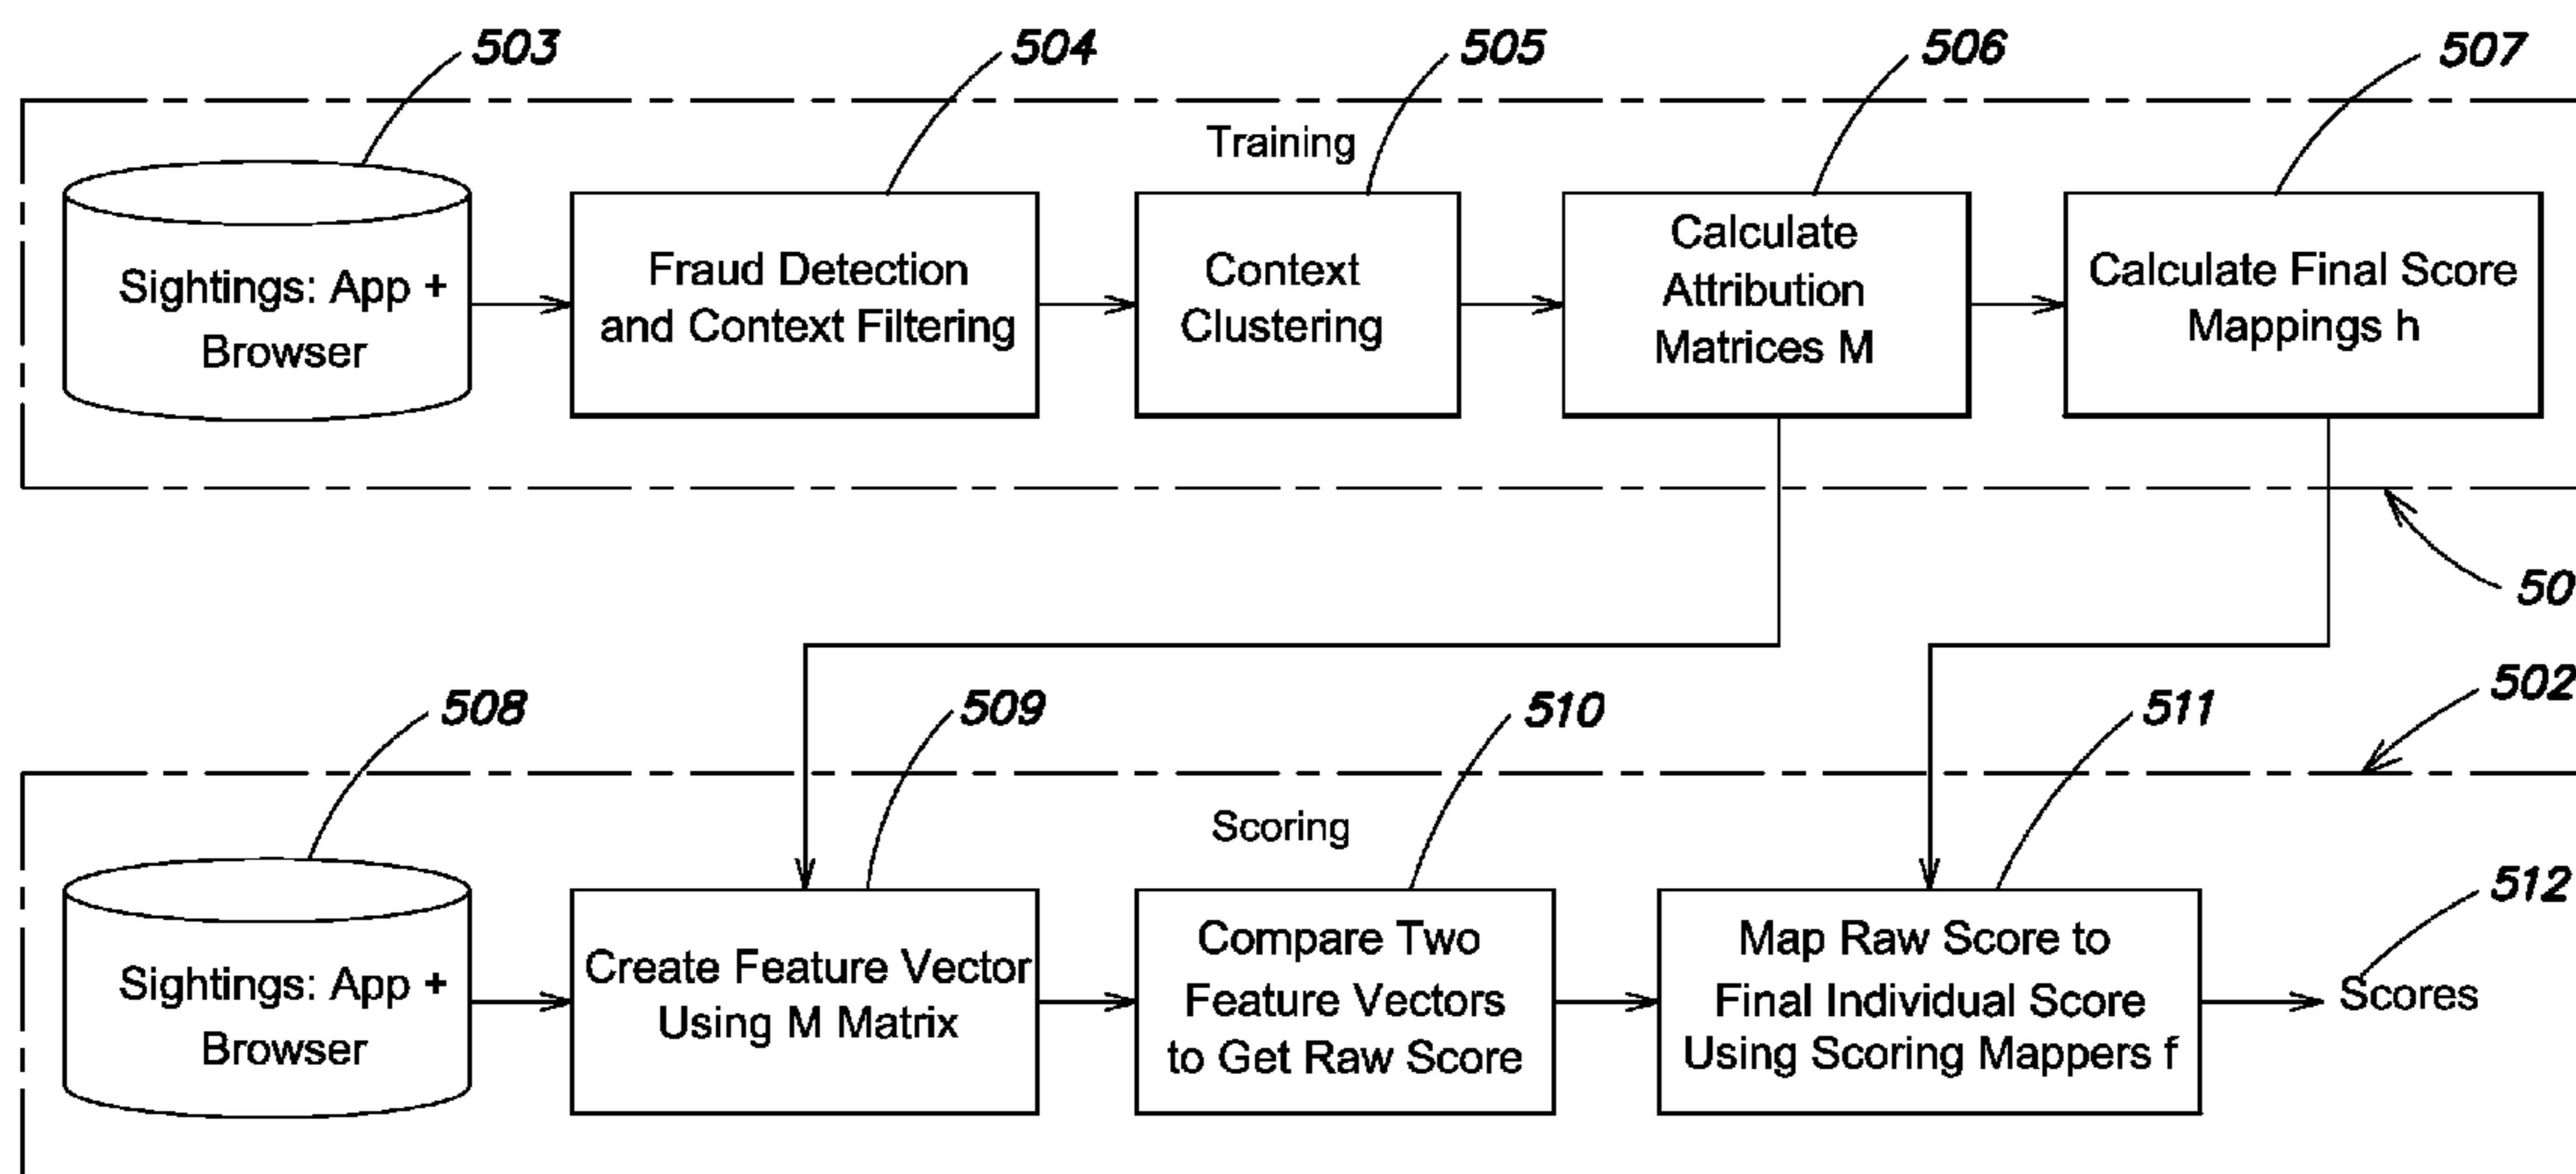 503
504
505
506
507
Training
Sightings: App +
Browser
Fraud Detection
and Context Filtering
Context
Clustering
Calculate
Attribution
Matrices M
Calculate Final Score
Mappings h
50
502
508
509
510
511
Scoring
512
Sightings: App +
Browser
Create Feature Vector
Using M Matrix
Compare Two
Feature Vectors
to Get Raw Score
Map Raw Score to
Final Individual Score
Using Scoring Mappers f
Scores